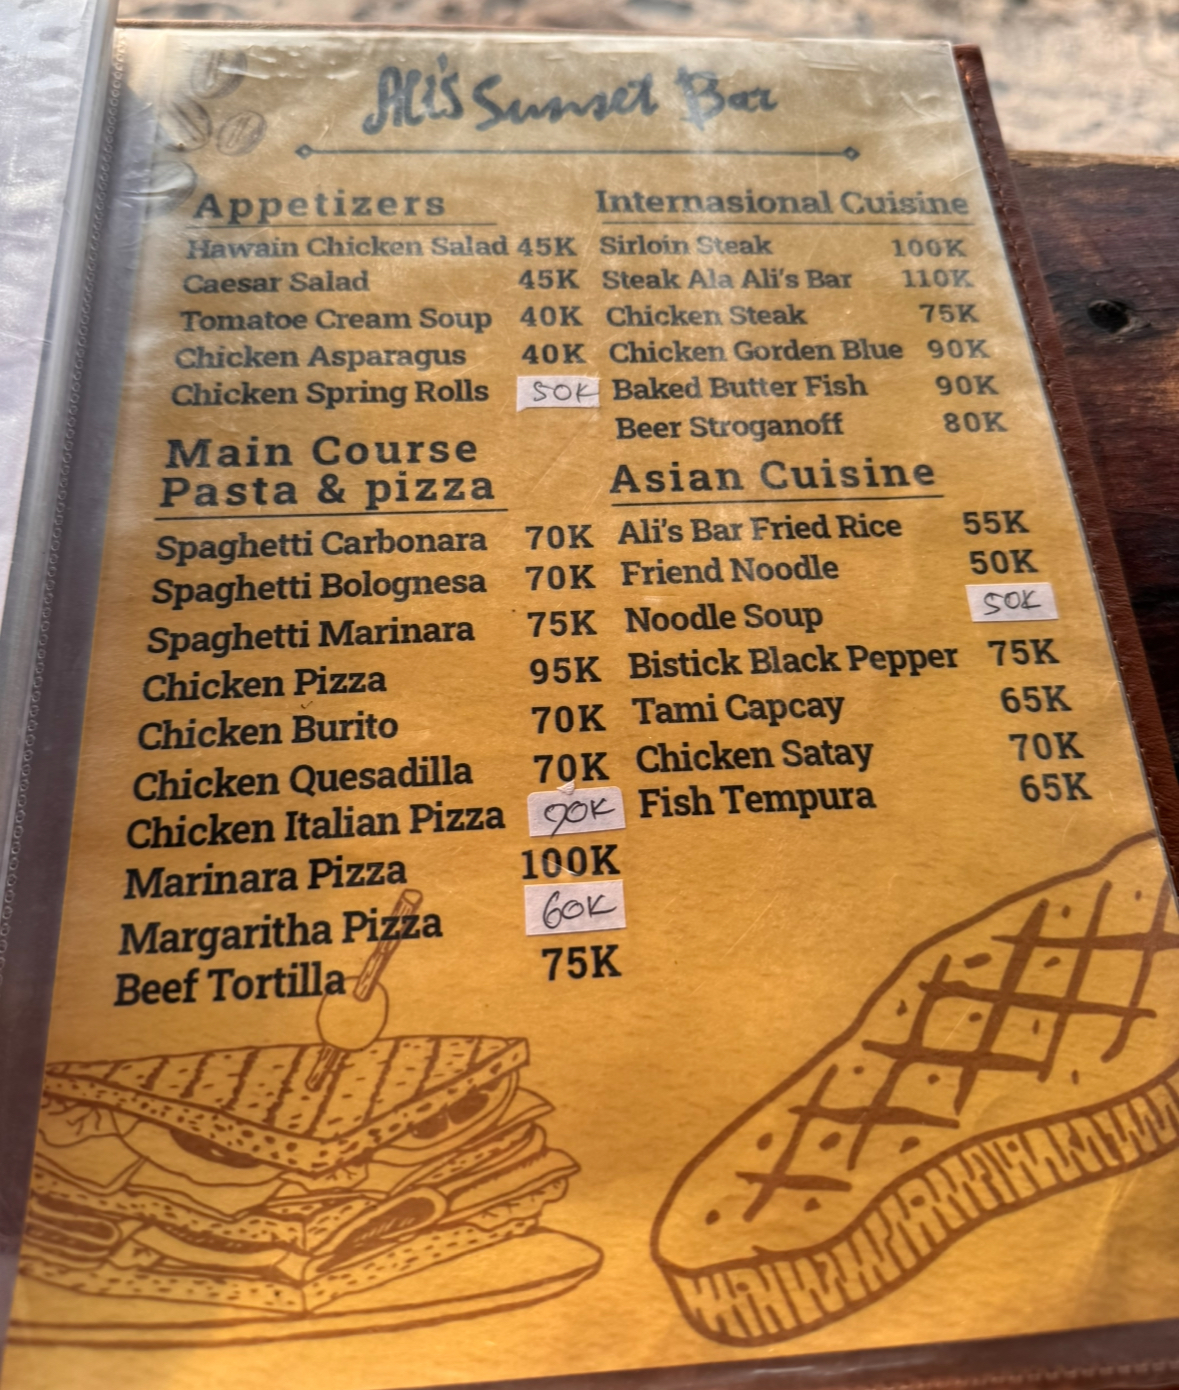 Ali's Sunset Bar
Appetizers
Hawain Chicken Salad 45K
Caesar Salad 45K
Tomatoe Cream Soup 40K
Chicken Asparagus 40K
Chicken Spring Rolls 50K
Main Course
Pasta & pizza
Spaghetti Carbonara 70K
Spaghetti Bolognesa 70K
Spaghetti Marinara 75K
Chicken Pizza 95K
Chicken Burito 70K
Chicken Quesadilla 70K
Chicken Italian Pizza 90K
Marinara Pizza 100K
Margaritha Pizza 60K
Beef Tortilla 75K
Internasional Cuisine
Sirloin Steak 100K
Steak Ala Ali's Bar 110K
Chicken Steak 75K
Chicken Gorden Blue 90K
Baked Butter Fish 90K
Beer Stroganoff 80K
Asian Cuisine
Ali's Bar Fried Rice 55K
Friend Noodle 50K
Noodle Soup 50K
Bistick Black Pepper 75K
Tami Capcay 65K
Chicken Satay 70K
Fish Tempura 65K